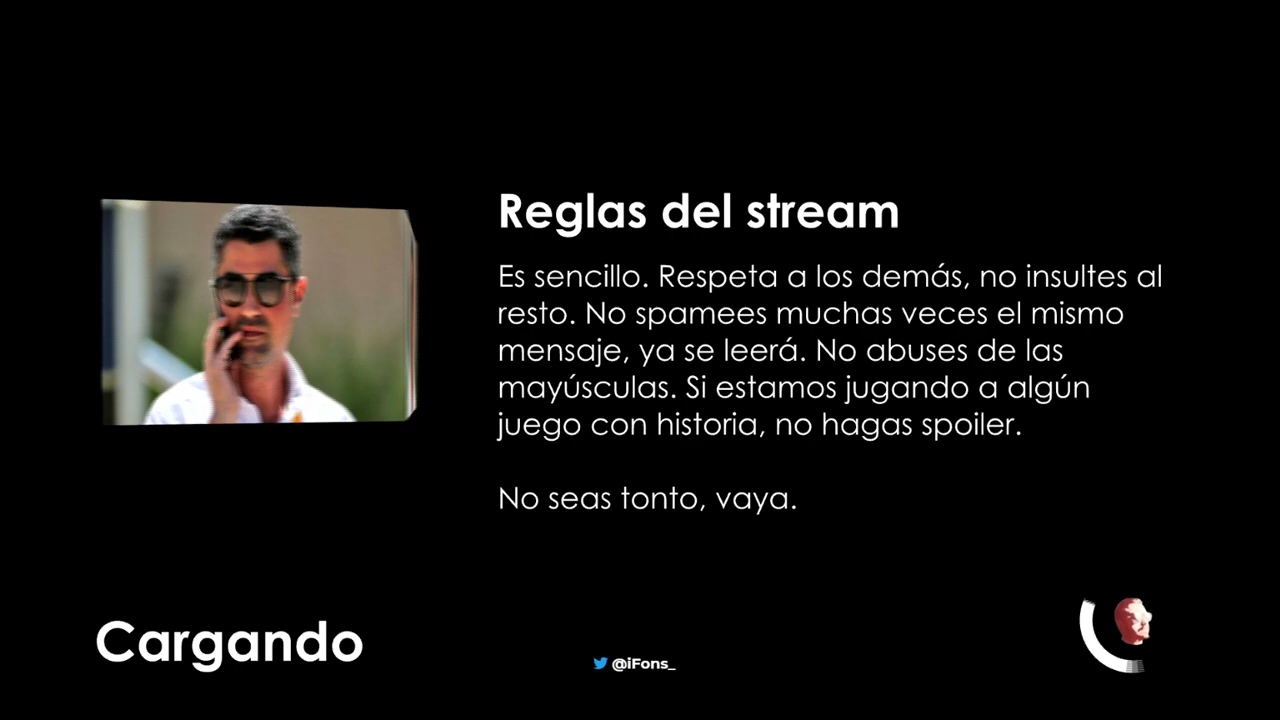 Reglas del stream
Es sencillo. Respeta a los demás, no insultes al
resto. No spamees muchas veces el mismo
mensaje, ya se leerá. No abuses de las
mayúsculas. Si estamos jugando a algún
juego con historia, no hagas spoiler.
No seas tonto, vaya.
Cargando
@iFons_